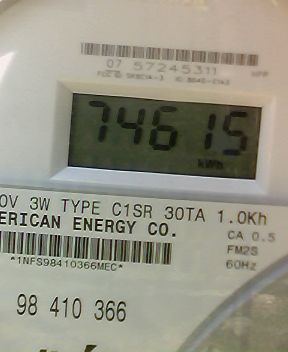 07 57245311
74615
kWh
0V 3W TYPE C1SR 30TA 1.0Kh
ERICAN ENERGY CO.
CA 0.5
FM2S
60Hz
*1NFS98410366MEC*
98 410 366